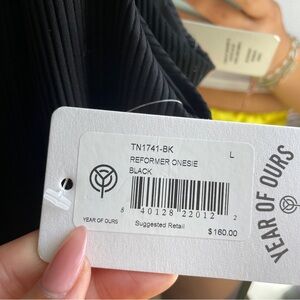 TN1741-BK
REFORMER ONESIE L
BLACK
8 40128 22012 2
YEAR OF OURS
Suggested Retail
$160.00
YEAR OF OURS